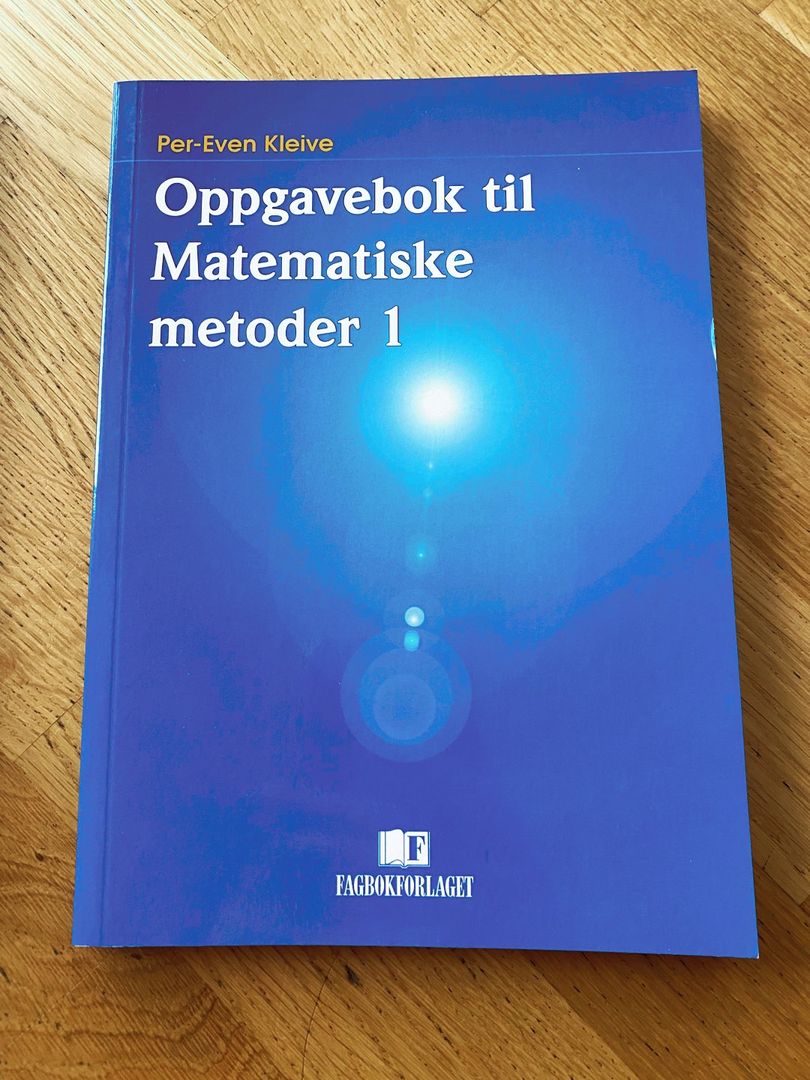 Per-Even Kleive
Oppgavebok til
Matematiske
metoder 1
F
FAGBOKFORLAGET